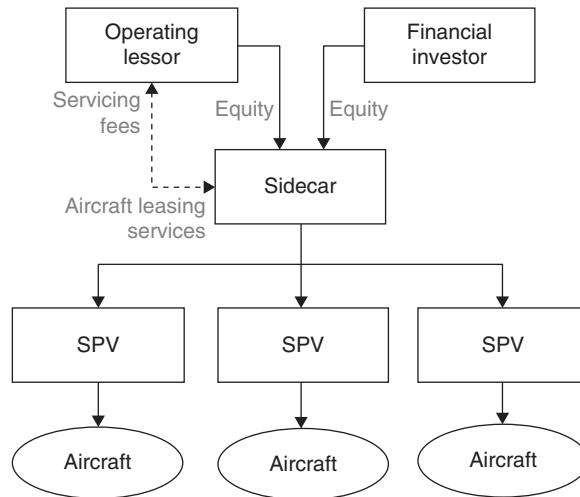 Operating
lessor
Financial
investor
Servicing
fees
Equity
Equity
Sidecar
Aircraft leasing
services
SPV
SPV
SPV
Aircraft
Aircraft
Aircraft